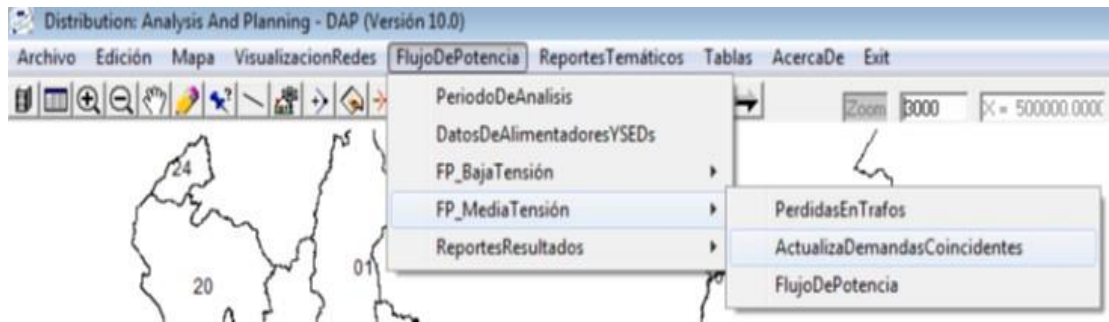 Distribution: Analysis And Planning - DAP (Versión 10.0)
Archivo Edición Mapa VisualizacionRedes FlujoDePotencia ReportesTemáticos Tablas AcercaDe Exit
Zoom 3000 X = 500000.000
PeriodoDeAnalisis
DatosDeAlimentadoresYSEDs
FP_BajaTensión
FP_MediaTensión
ReportesResultados
PerdidasEnTrafos
ActualizaDemandasCoincidentes
FlujoDePotencia
24
20
01